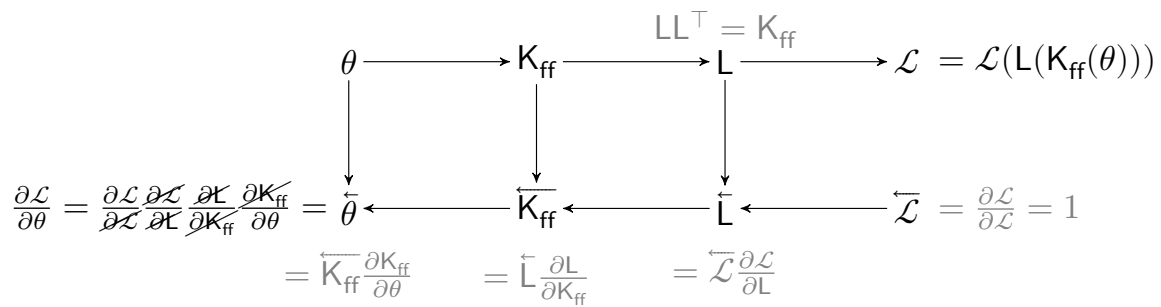 LL⊤ = K_ff
θ K_ff L ℒ = ℒ(L(K_ff(θ)))
∂ℒ/∂θ = ∂ℒ/∂ℒ ∂ℒ/∂L ∂L/∂K_ff ∂K_ff/∂θ = θ⃖ K⃖_ff L⃖ ℒ⃖ = ∂ℒ/∂ℒ = 1
= K⃖_ff ∂K_ff/∂θ = L⃖ ∂L/∂K_ff = ℒ⃖ ∂ℒ/∂L